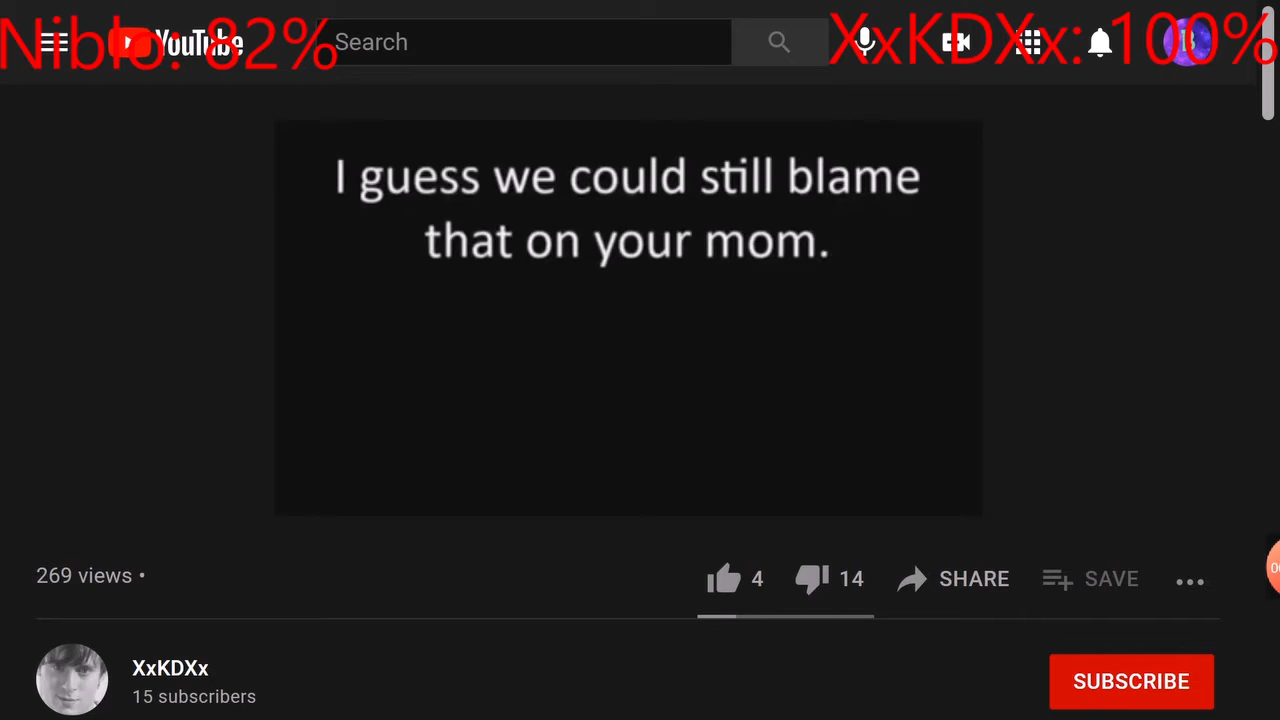 Niblo: 82%
XxKDXx: 100%
YouTube
Search
I guess we could still blame
that on your mom.
269 views •
4
14
SHARE
SAVE
XxKDXx
15 subscribers
SUBSCRIBE